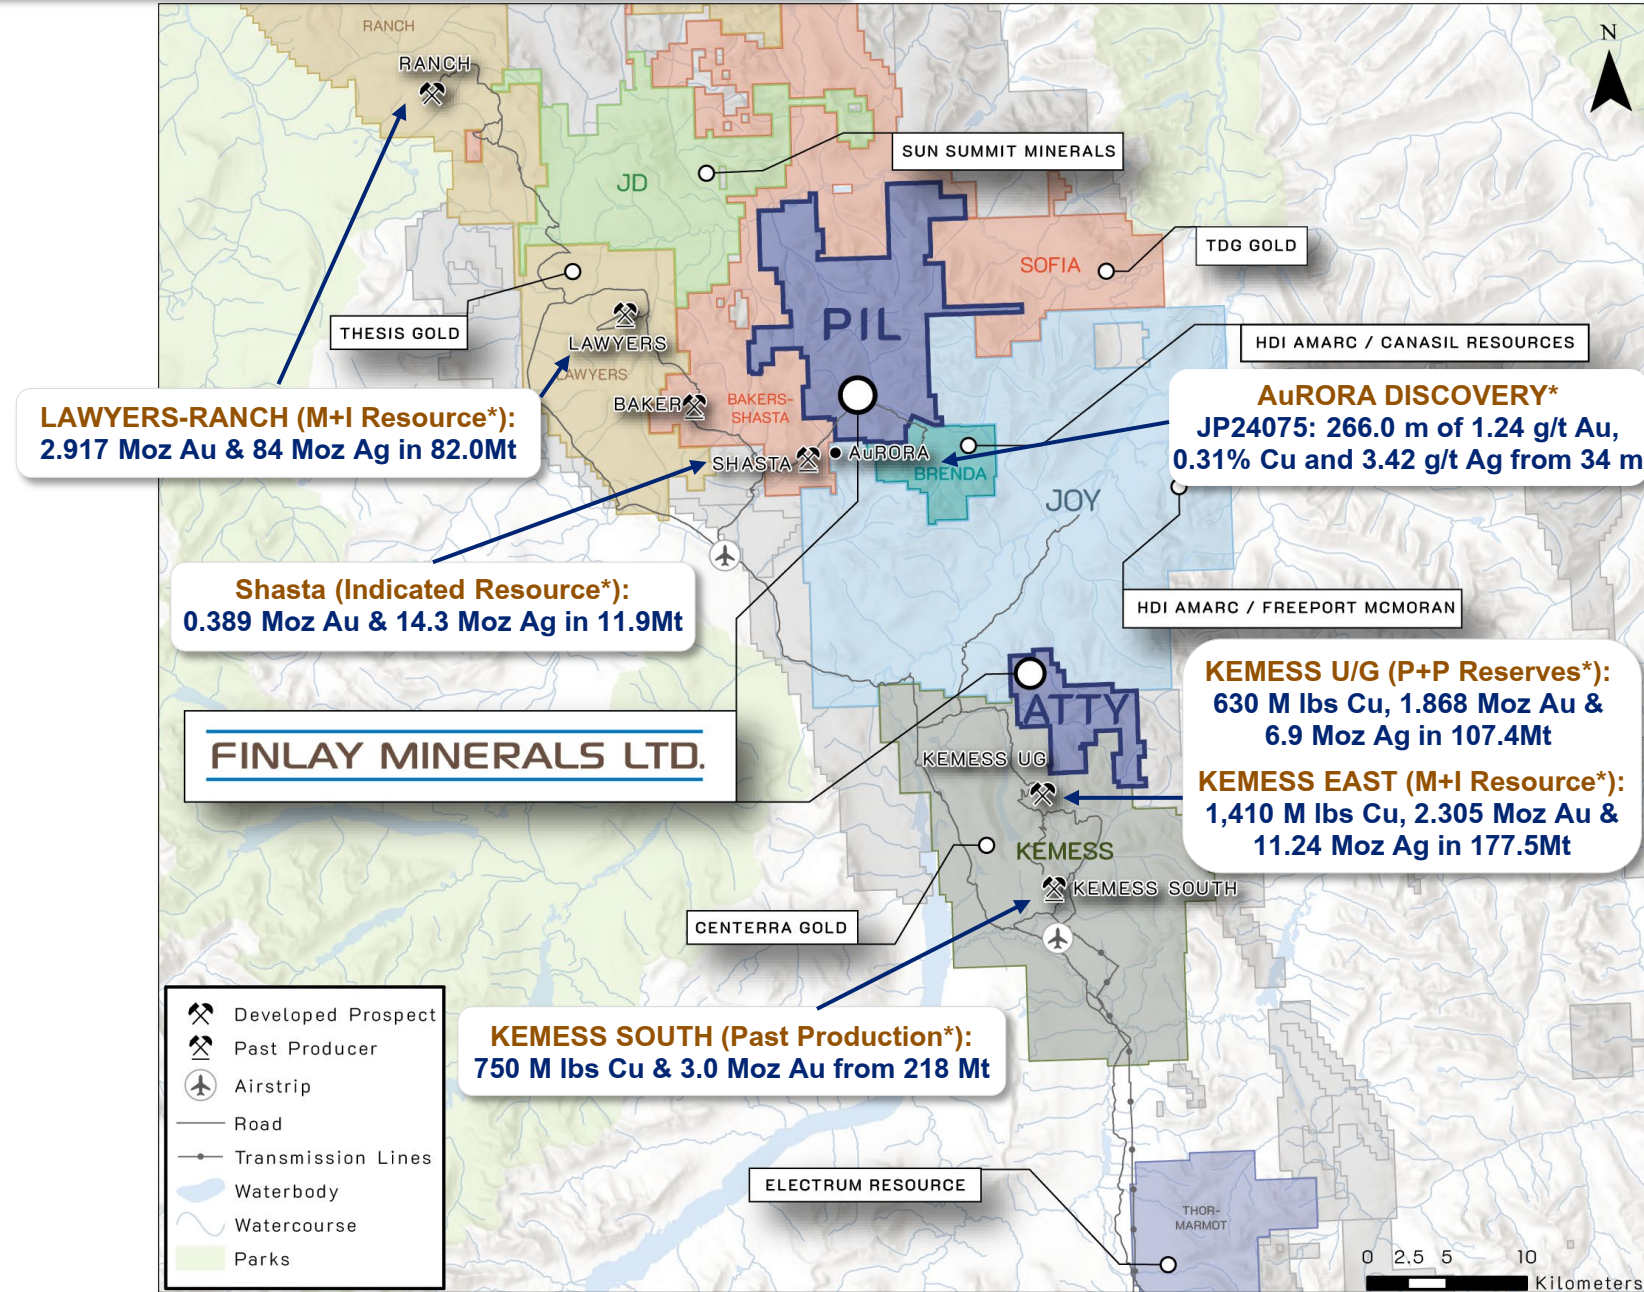 RANCH
RANCH
N
SUN SUMMIT MINERALS
JD
TDG GOLD
SOFIA
THESIS GOLD
PIL
LAWYERS
LAWYERS
HDI AMARC / CANASIL RESOURCES
BAKER
BAKERS-
SHASTA
LAWYERS-RANCH (M+I Resource*):
2.917 Moz Au & 84 Moz Ag in 82.0Mt
AuRORA DISCOVERY*
JP24075: 266.0 m of 1.24 g/t Au,
0.31% Cu and 3.42 g/t Ag from 34 m
SHASTA
AuRORA
BRENDA
JOY
Shasta (Indicated Resource*):
0.389 Moz Au & 14.3 Moz Ag in 11.9Mt
HDI AMARC / FREEPORT MCMORAN
FINLAY MINERALS LTD.
ATTY
KEMESS UG
KEMESS U/G (P+P Reserves*):
630 M lbs Cu, 1.868 Moz Au &
6.9 Moz Ag in 107.4Mt
KEMESS EAST (M+I Resource*):
1,410 M lbs Cu, 2.305 Moz Au &
11.24 Moz Ag in 177.5Mt
KEMESS
KEMESS SOUTH
CENTERRA GOLD
KEMESS SOUTH (Past Production*):
750 M lbs Cu & 3.0 Moz Au from 218 Mt
Developed Prospect
Past Producer
Airstrip
Road
Transmission Lines
Waterbody
Watercourse
Parks
ELECTRUM RESOURCE
THOR-
MARMOT
0 2.5 5 10
Kilometers